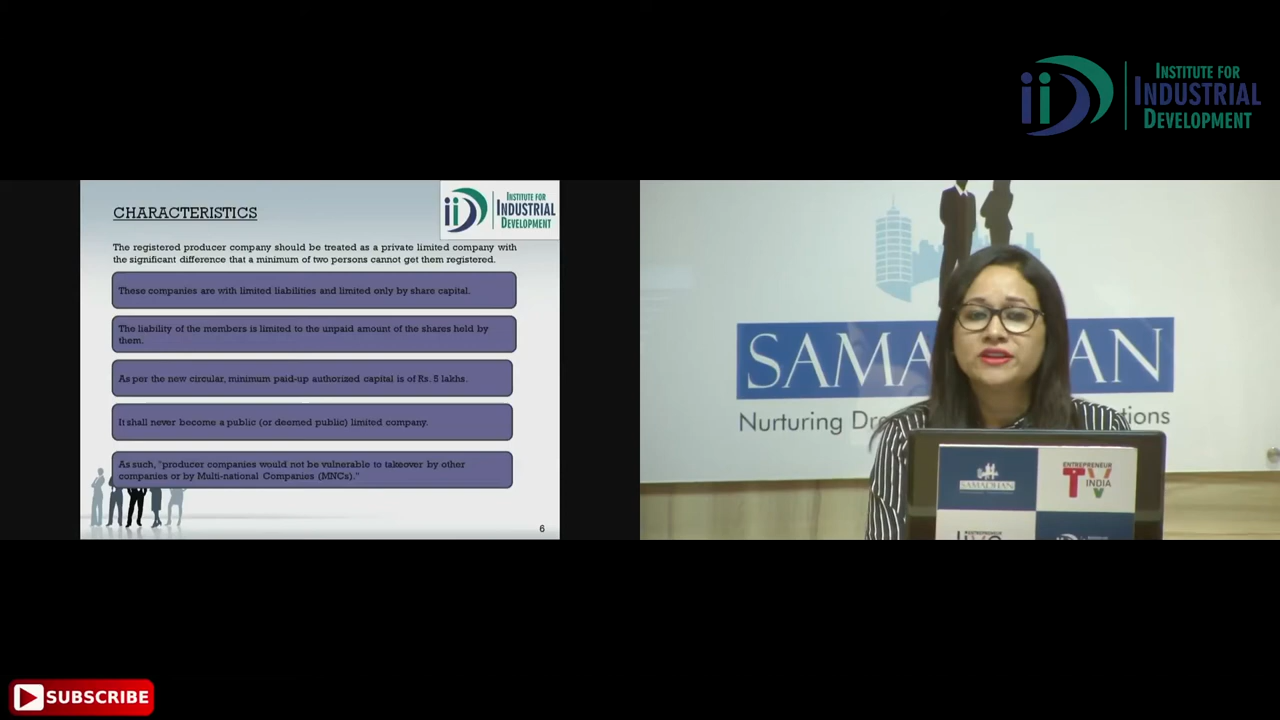 INSTITUTE FOR
INDUSTRIAL
DEVELOPMENT
CHARACTERISTICS
INSTITUTE FOR
INDUSTRIAL
DEVELOPMENT
The registered producer company should be treated as a private limited company with
the significant difference that a minimum of two persons cannot get them registered.
These companies are with limited liabilities and limited only by share capital.
The liability of the members is limited to the unpaid amount of the shares held by
them.
As per the new circular, minimum paid-up authorized capital is of Rs. 5 lakhs.
It shall never become a public (or deemed public) limited company.
As such, "producer companies would not be vulnerable to takeover by other
companies or by Multi-national Companies (MNCs)."
6
SAMA AN
Nurturing Dr tions
SAMADHAN
ENTREPRENEUR
TV
INDIA
SUBSCRIBE